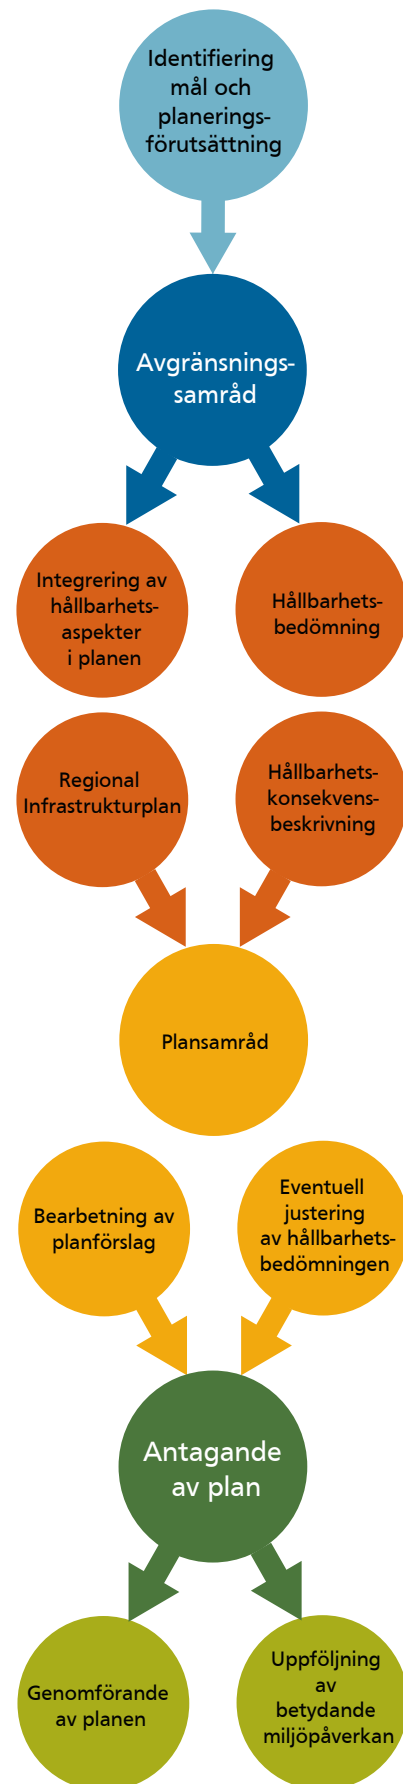 Identifiering
mål och
planerings-
förutsättning
Avgränsnings-
samråd
Integrering av
hållbarhets-
aspekter
i planen
Hållbarhets-
bedömning
Regional
Infrastrukturplan
Hållbarhets-
konsekvens-
beskrivning
Plansamråd
Bearbetning av
planförslag
Eventuell
justering
av hållbarhets-
bedömningen
Antagande
av plan
Genomförande
av planen
Uppföljning
av
betydande
miljöpåverkan